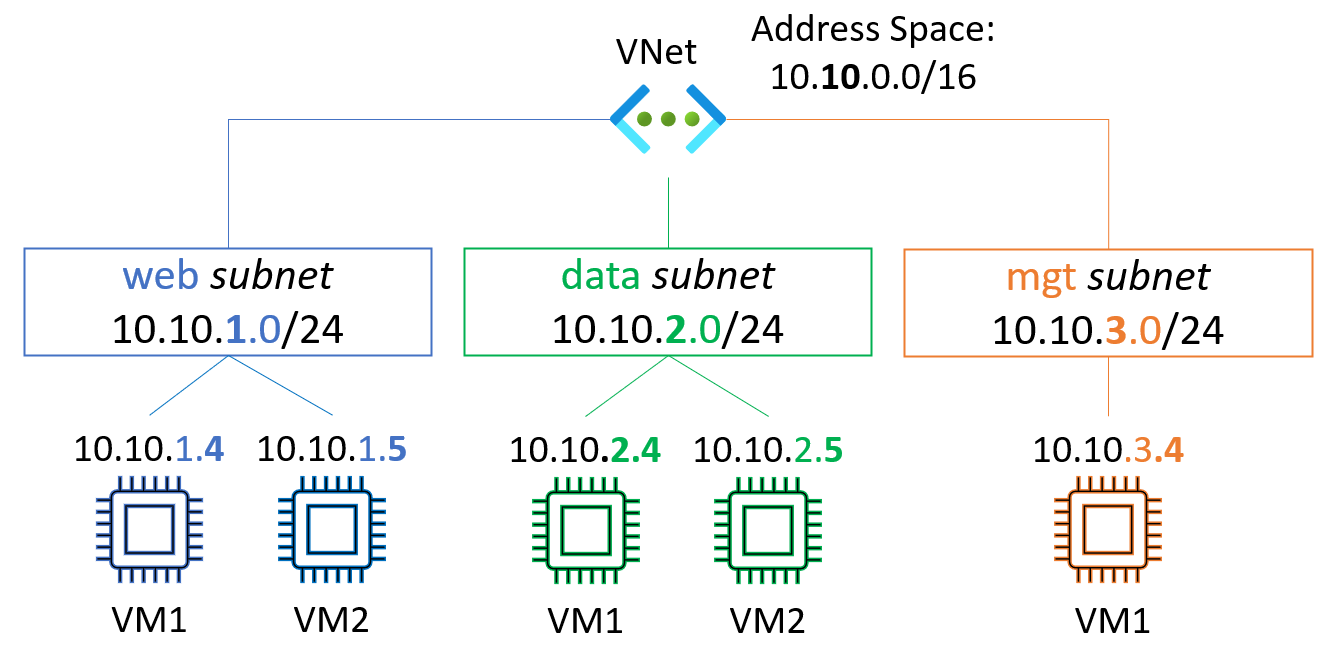 VNet
Address Space:
10.10.0.0/16
web subnet
10.10.1.0/24
data subnet
10.10.2.0/24
mgt subnet
10.10.3.0/24
10.10.1.4
10.10.1.5
10.10.2.4
10.10.2.5
10.10.3.4
VM1
VM2
VM1
VM2
VM1